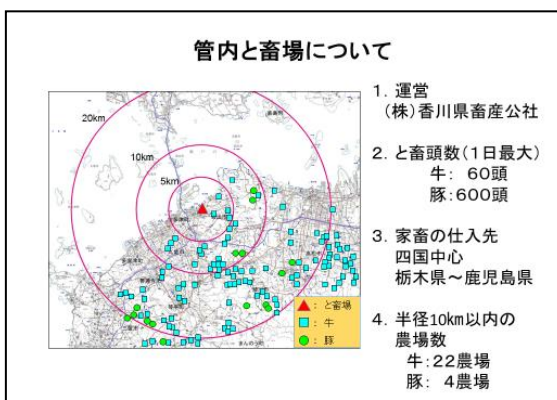 管内と畜場について
20km
10km
5km
▲ : と畜場
■ : 牛
● : 豚
1. 運営
(株)香川県畜産公社
2. と畜頭数(1日最大)
牛: 60頭
豚:600頭
3. 家畜の仕入先
四国中心
栃木県~鹿児島県
4. 半径10km以内の
農場数
牛:22農場
豚: 4農場